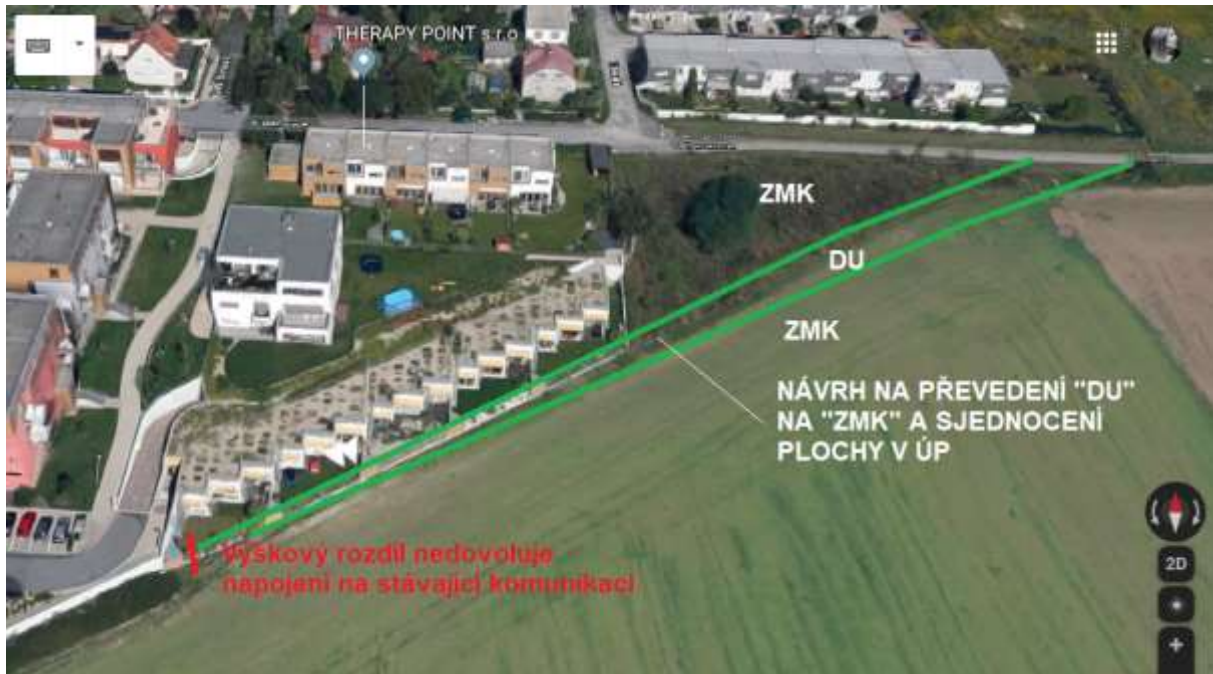 THERAPY POINT s.r.o
ZMK
DU
ZMK
NÁVRH NA PŘEVEDENÍ "DU"
NA "ZMK" A SJEDNOCENÍ
PLOCHY V ÚP
Výškový rozdíl nedovoluje
napojení na stávající komunikaci
2D